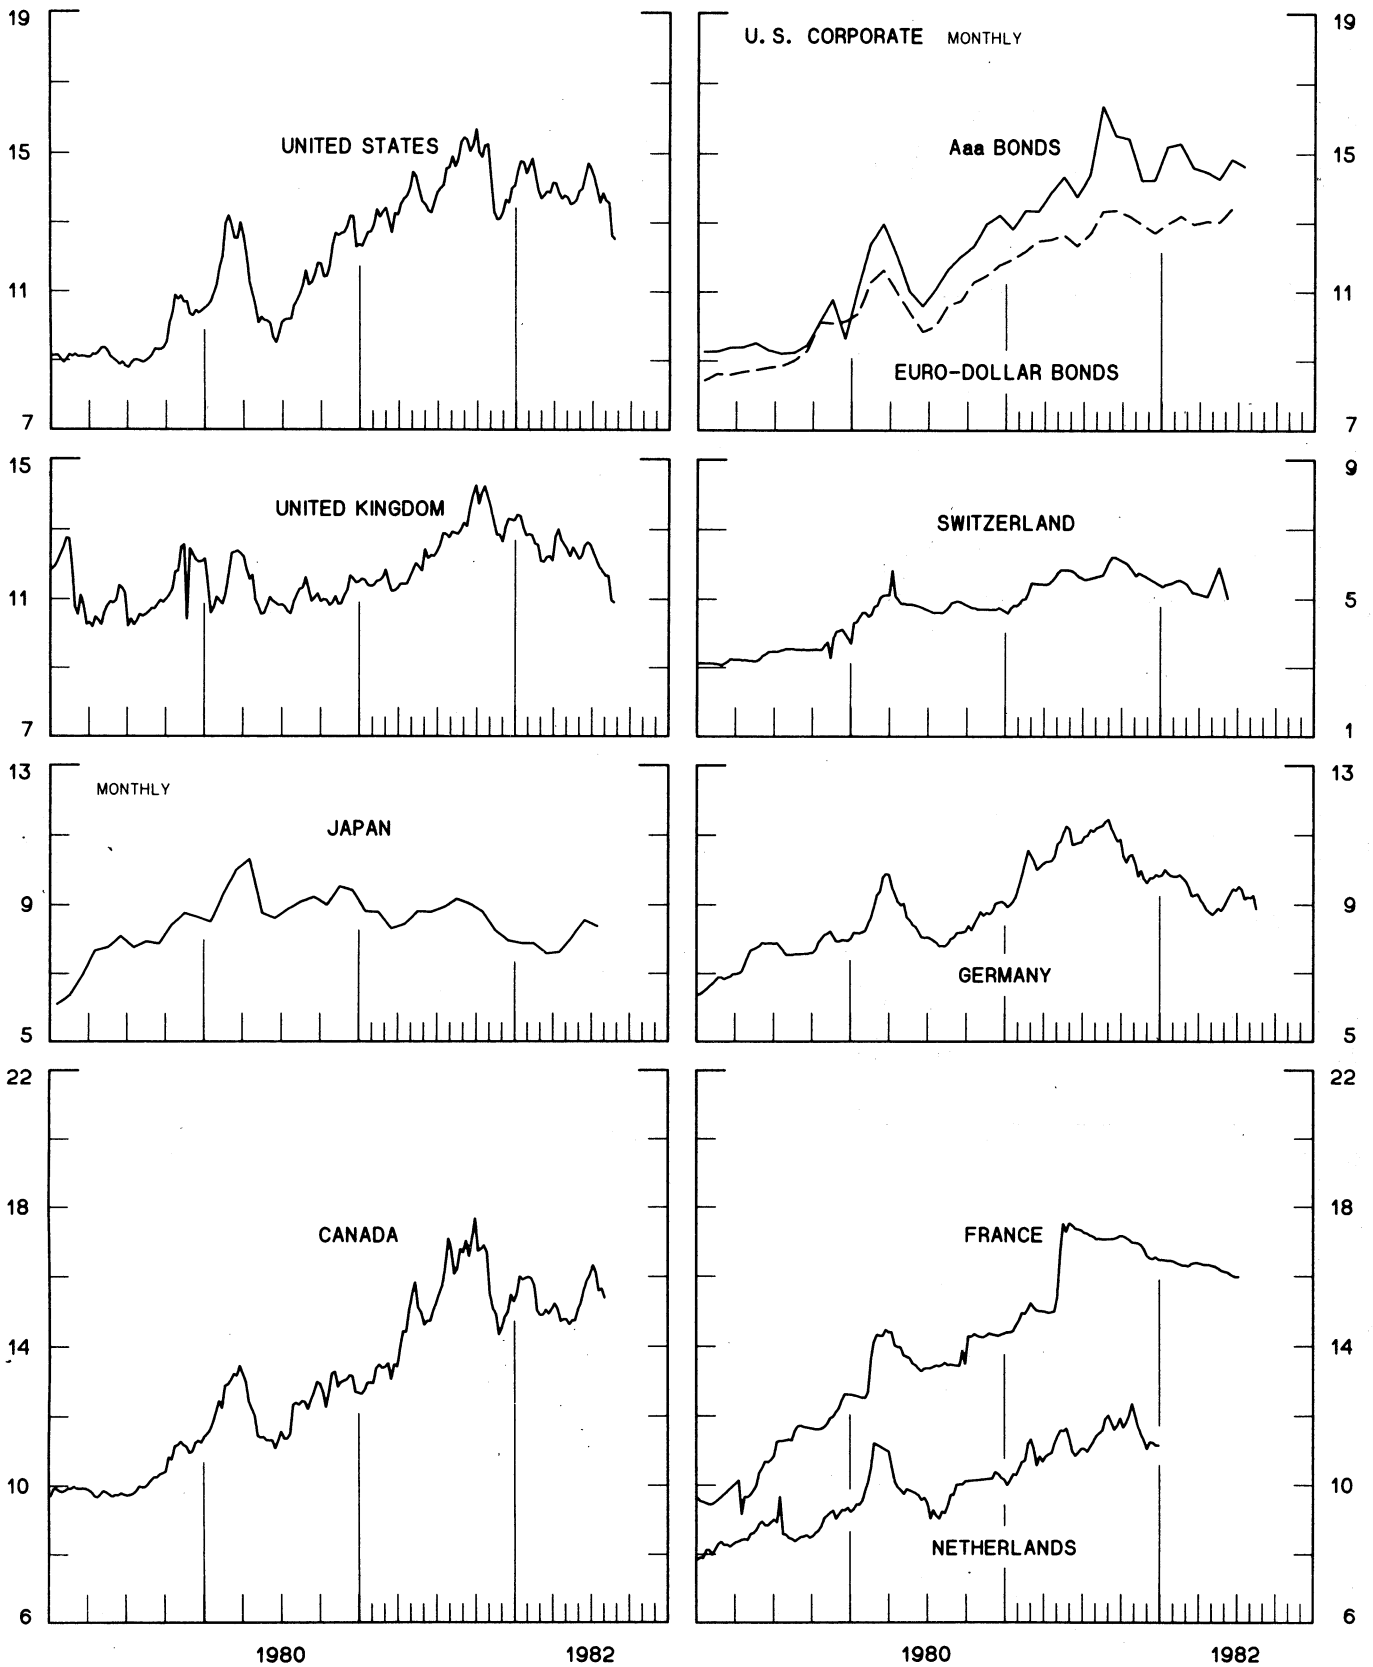 19
15
11
7
UNITED STATES
U.S. CORPORATE MONTHLY
Aaa BONDS
EURO-DOLLAR BONDS
19
15
11
7
15
11
7
UNITED KINGDOM
SWITZERLAND
9
5
1
13
9
5
MONTHLY
JAPAN
GERMANY
13
9
5
22
18
14
10
6
CANADA
FRANCE
NETHERLANDS
22
18
14
10
6
1980 1982
1980 1982